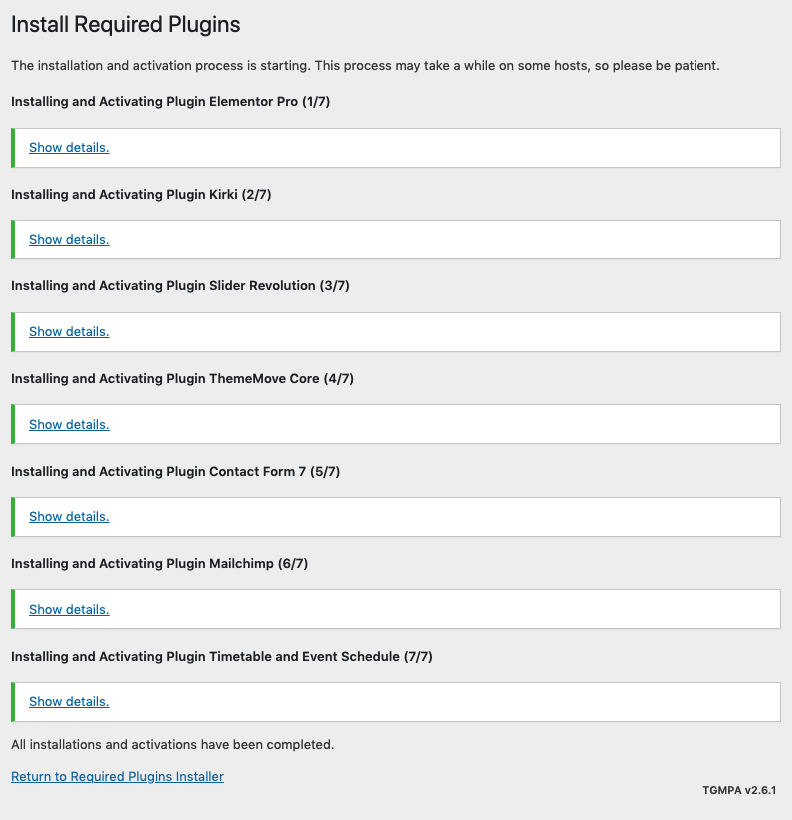 Install Required Plugins
The installation and activation process is starting. This process may take a while on some hosts, so please be patient.
Installing and Activating Plugin Elementor Pro (1/7)
Show details.
Installing and Activating Plugin Kirki (2/7)
Show details.
Installing and Activating Plugin Slider Revolution (3/7)
Show details.
Installing and Activating Plugin ThemeMove Core (4/7)
Show details.
Installing and Activating Plugin Contact Form 7 (5/7)
Show details.
Installing and Activating Plugin Mailchimp (6/7)
Show details.
Installing and Activating Plugin Timetable and Event Schedule (7/7)
Show details.
All installations and activations have been completed.
Return to Required Plugins Installer
TGMPA v2.6.1